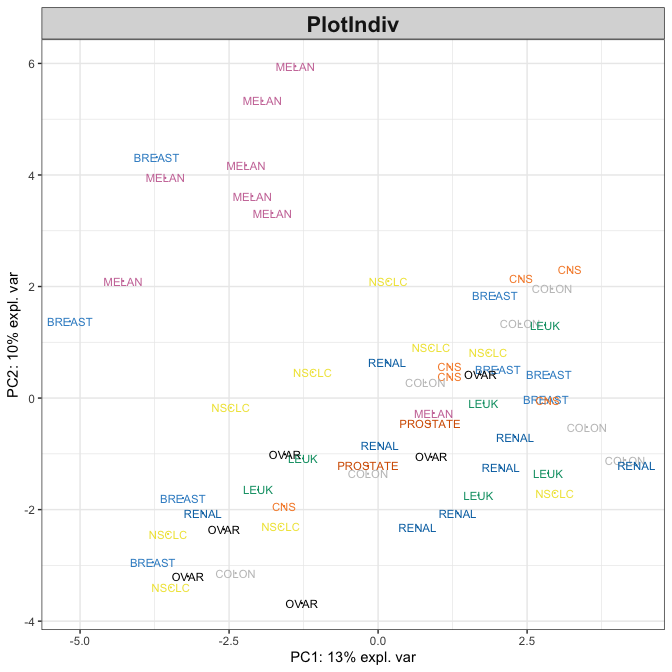 PlotIndiv
6
MELAN
MELAN
BREAST
MELAN
4
MELAN
MELAN
MELAN
CNS
CNS
MELAN
NSCLC
2
COLON
BREAST
BREAST
COLON
LEUK
NSCLC
NSCLC
RENAL
CNS
BREAST
NSCLC
OVAR
BREAST
CNS
COLON
0
BREAST
CNS
LEUK
NSCLC
MELAN
PROSTATE
COLON
RENAL
RENAL
OVAR
LEUK
OVAR
COLON
PROSTATE
RENAL
RENAL
COLON
LEUK
LEUK
BREAST
LEUK
NSCLC
-2
CNS
RENAL
RENAL
NSCLC
OVAR
NSCLC
RENAL
BREAST
OVAR
COLON
NSCLC
OVAR
-4
-5.0
-2.5
0.0
2.5
PC1: 13% expl. var
PC2: 10% expl. var